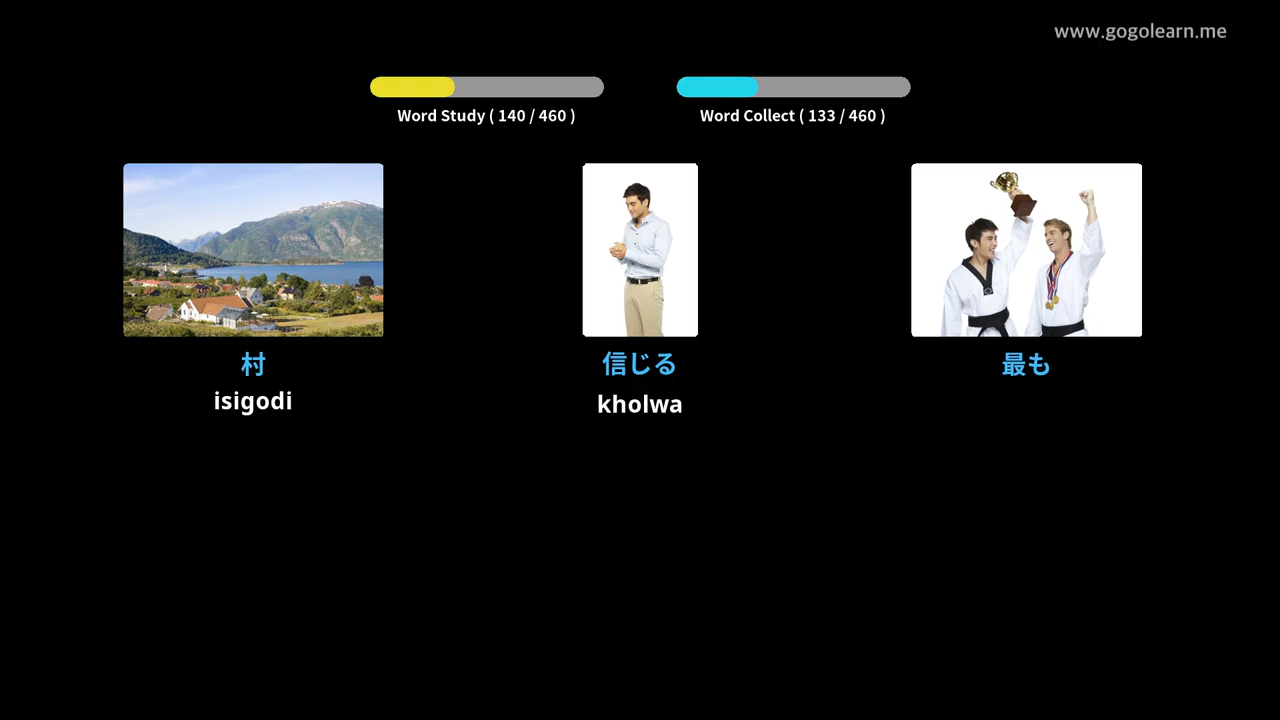 www.gogolearn.me
Word Study ( 140 / 460 )
Word Collect ( 133 / 460 )
村
isigodi
信じる
kholwa
最も